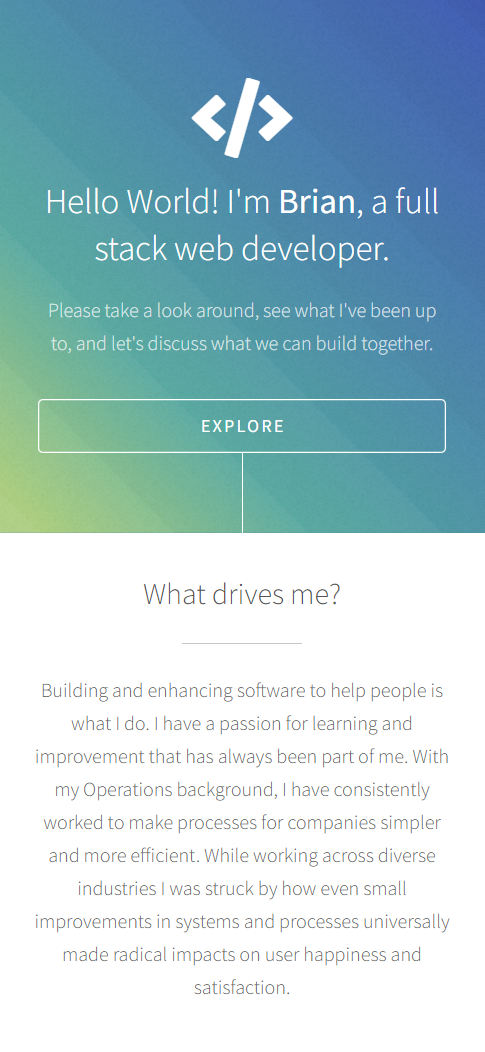 </>
Hello World! I'm Brian, a full
stack web developer.
Please take a look around, see what I've been up
to, and let's discuss what we can build together.
EXPLORE
What drives me?
Building and enhancing software to help people is
what I do. I have a passion for learning and
improvement that has always been part of me. With
my Operations background, I have consistently
worked to make processes for companies simpler
and more efficient. While working across diverse
industries I was struck by how even small
improvements in systems and processes universally
made radical impacts on user happiness and
satisfaction.